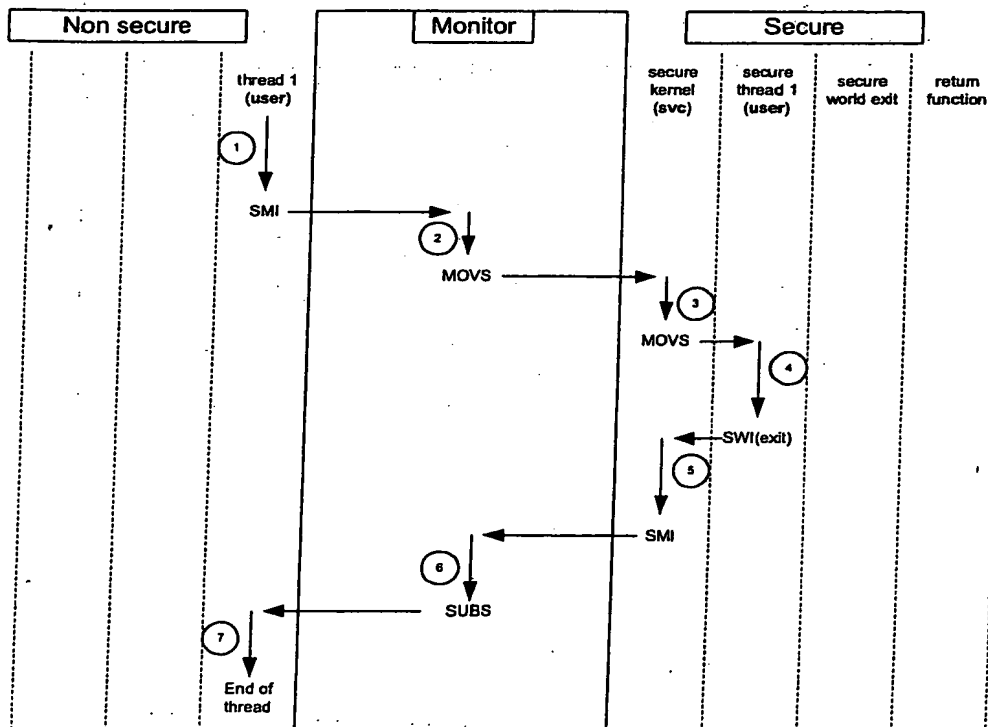 Non secure
Monitor
Secure
thread 1
(user)
secure
kernel
(svc)
secure
thread 1
(user)
secure
world exit
return
function
1
SMI
2
MOVS
3
MOVS
4
SWI(exit)
5
SMI
6
SUBS
7
End of
thread